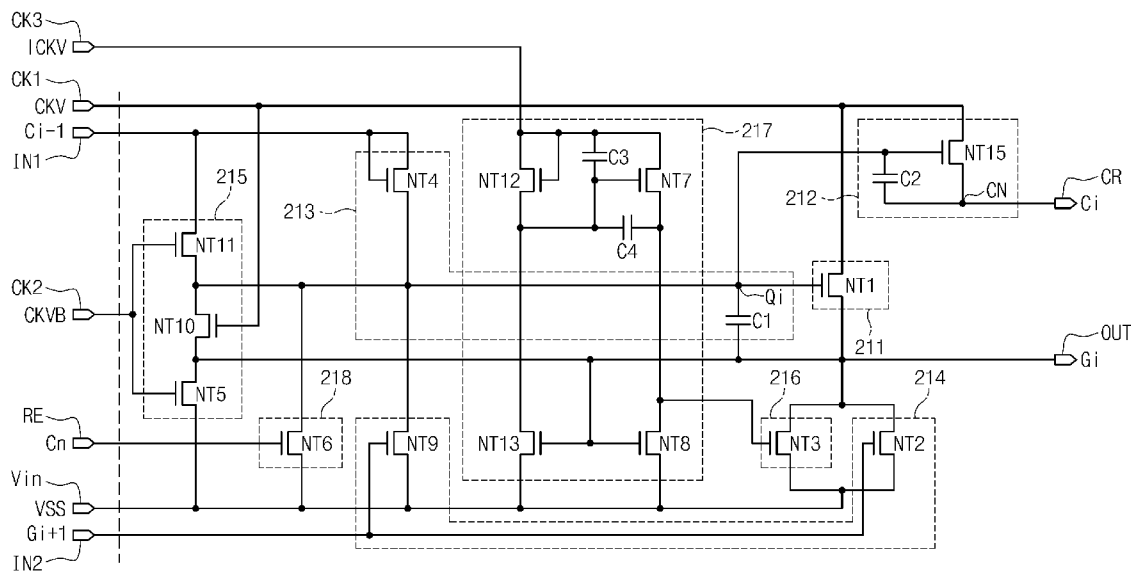 CK3
ICKV
CK1
CKV
Ci-1
IN1
217
215
213
NT12
C3
NT7
NT4
C4
NT15
C2
212
CN
CR
Ci
NT11
CK2
CKVB
NT10
NT5
Qi
C1
NT1
211
OUT
Gi
RE
Cn
218
NT6
NT9
NT13
NT8
216
NT3
214
NT2
Vin
VSS
Gi+1
IN2